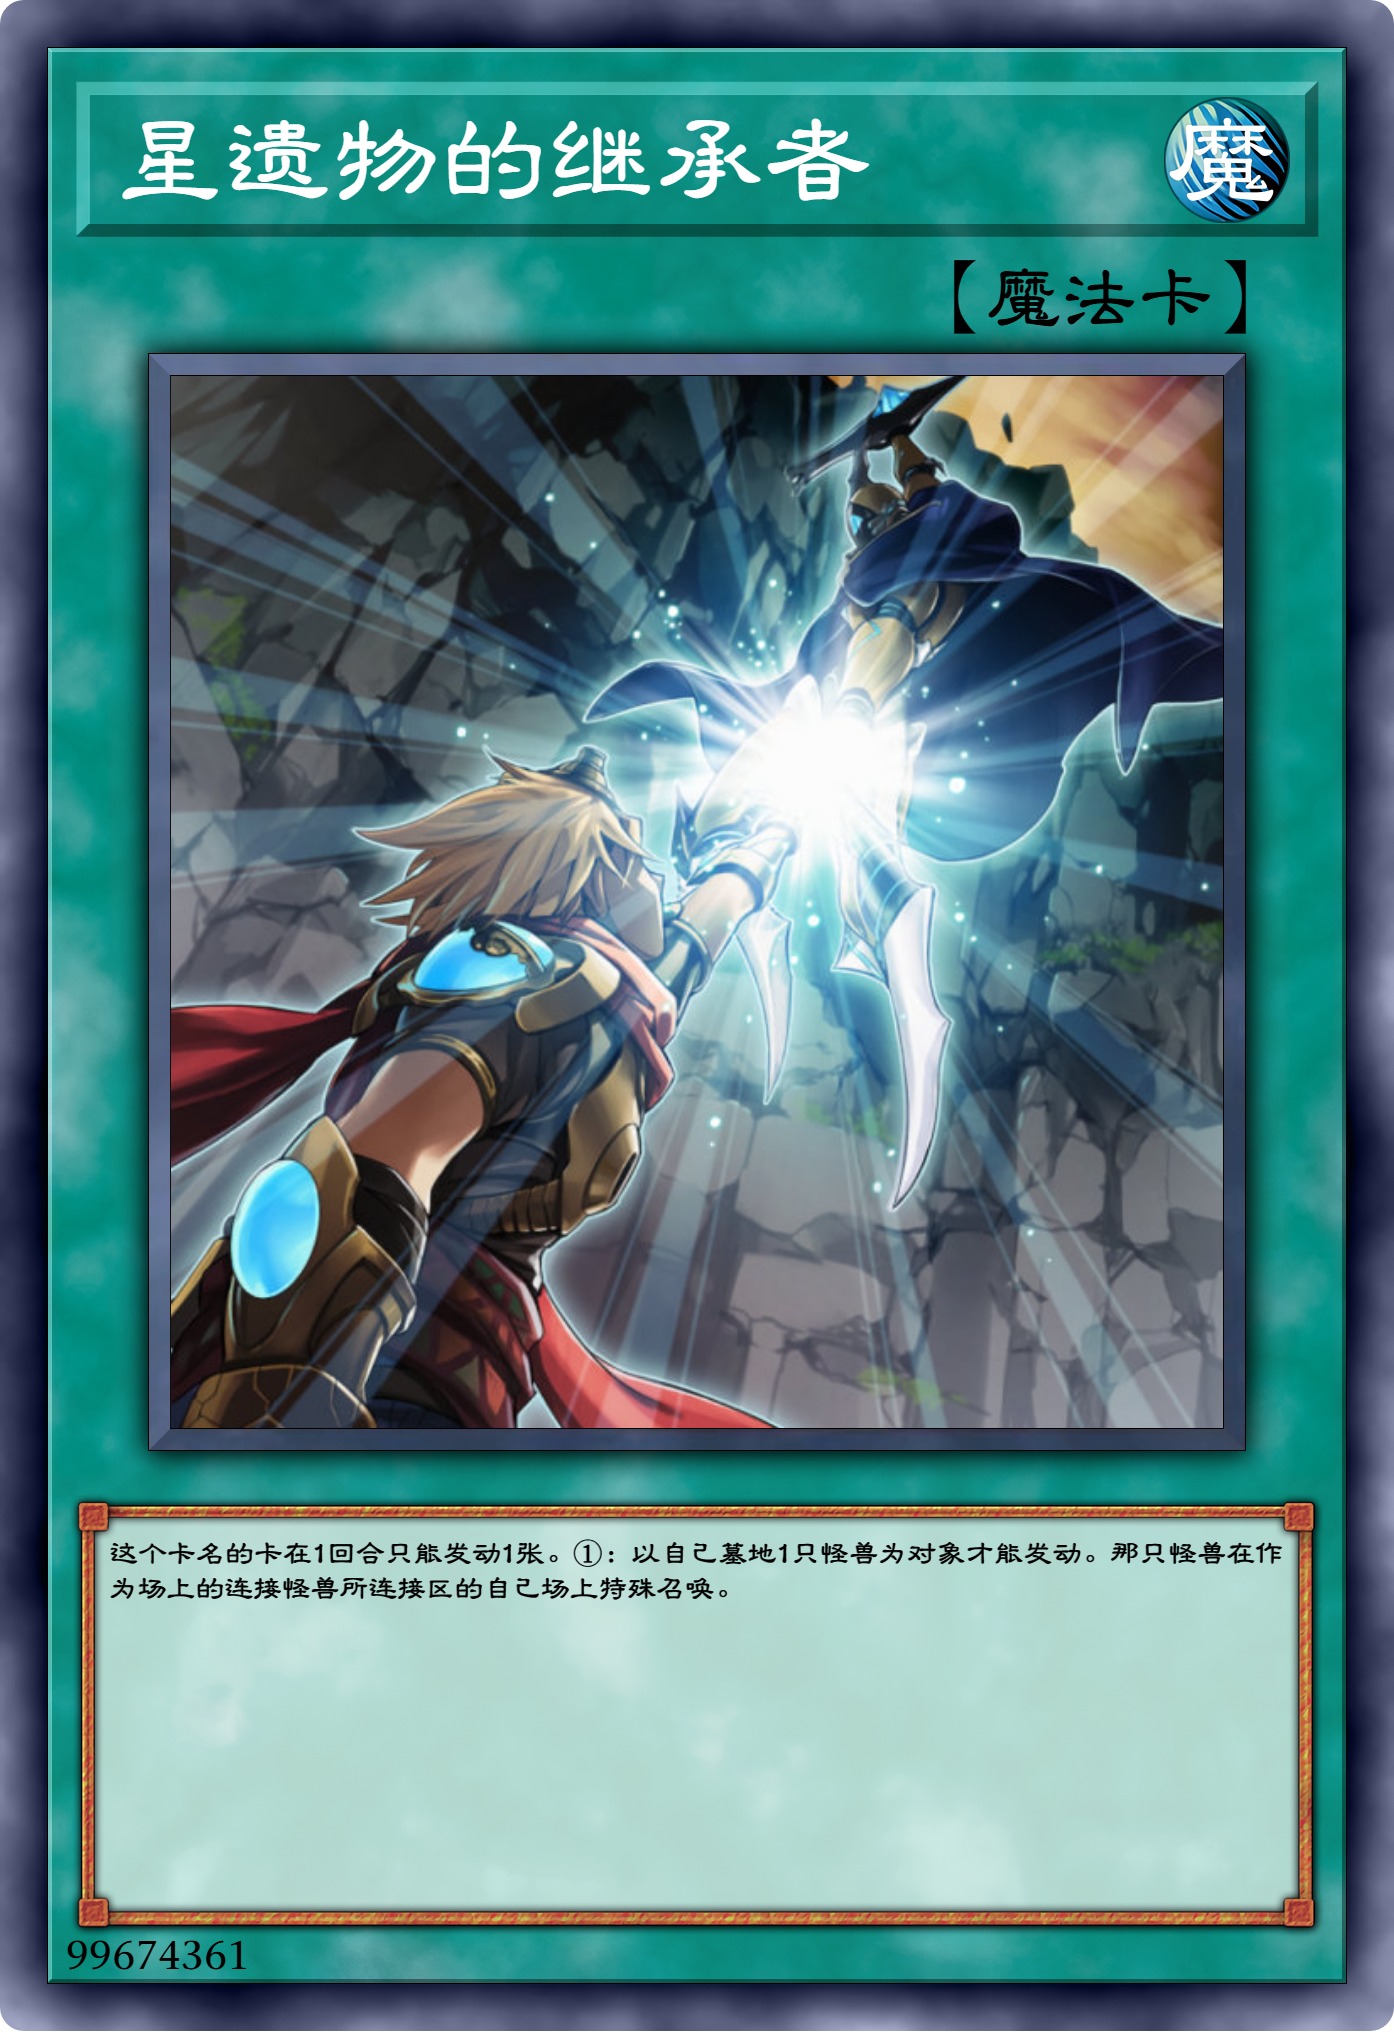 星遗物的继承者
魔
【魔法卡】
这个卡名的卡在1回合只能发动1张。①：以自己墓地1只怪兽为对象才能发动。那只怪兽在作
为场上的连接怪兽所连接区的自己场上特殊召唤。
99674361